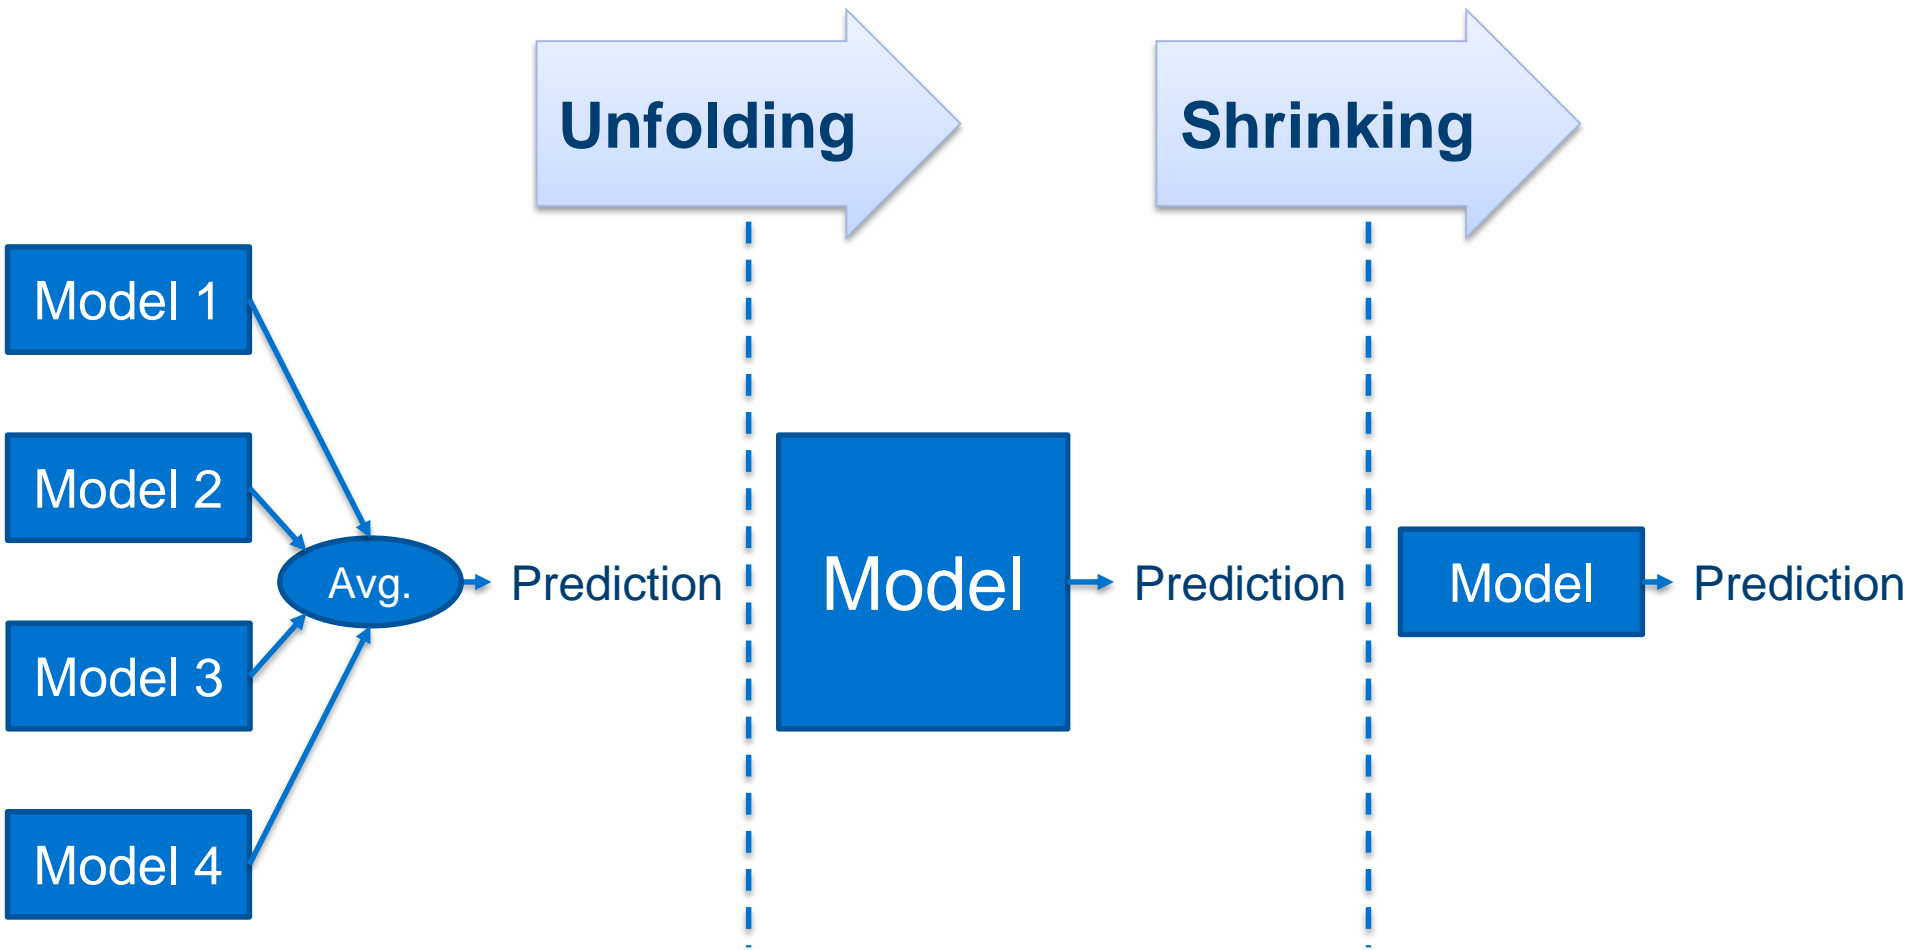 Unfolding
Shrinking
Model 1
Model 2
Model 3
Model 4
Avg.
Prediction
Model
Prediction
Model
Prediction